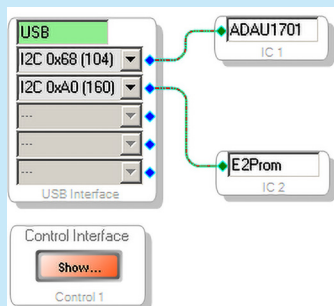 USB
I2C 0x68 (104)
I2C 0xA0 (160)
---
---
---
USB Interface
ADAU1701
IC 1
E2Prom
IC 2
Control Interface
Show...
Control 1